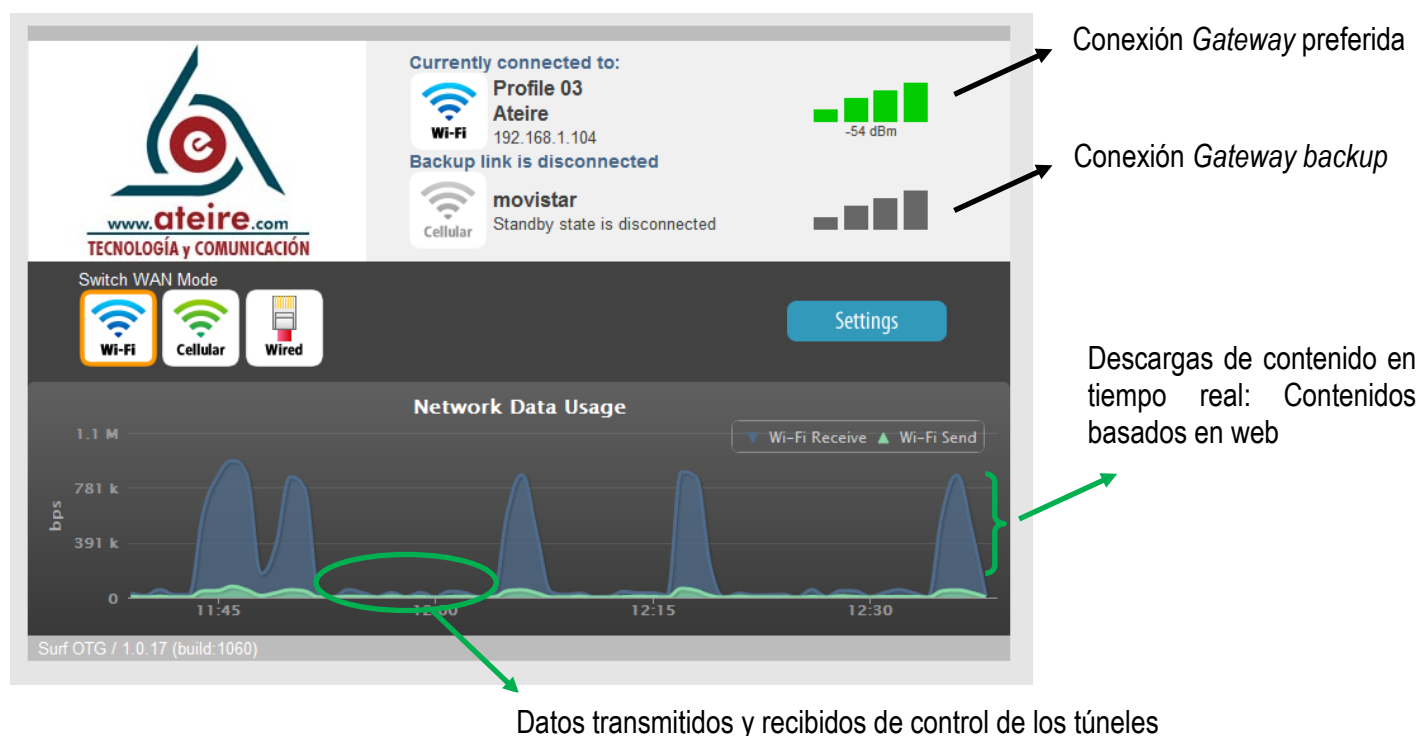 Conexión Gateway preferida
Currently connected to:
Profile 03
Ateire
192.168.1.104
Wi-Fi
-54 dBm
Backup link is disconnected
Conexión Gateway backup
movistar
Standby state is disconnected
Cellular
e
www.ateire.com
TECNOLOGÍA y COMUNICACIÓN
Switch WAN Mode
Wi-Fi
Cellular
Wired
Settings
Descargas de contenido en
tiempo real: Contenidos
basados en web
Network Data Usage
1.1 M
Wi-Fi Receive
Wi-Fi Send
781 k
bps
391 k
0
11:45
12:00
12:15
12:30
Surf OTG / 1.0.17 (build:1060)
Datos transmitidos y recibidos de control de los túneles